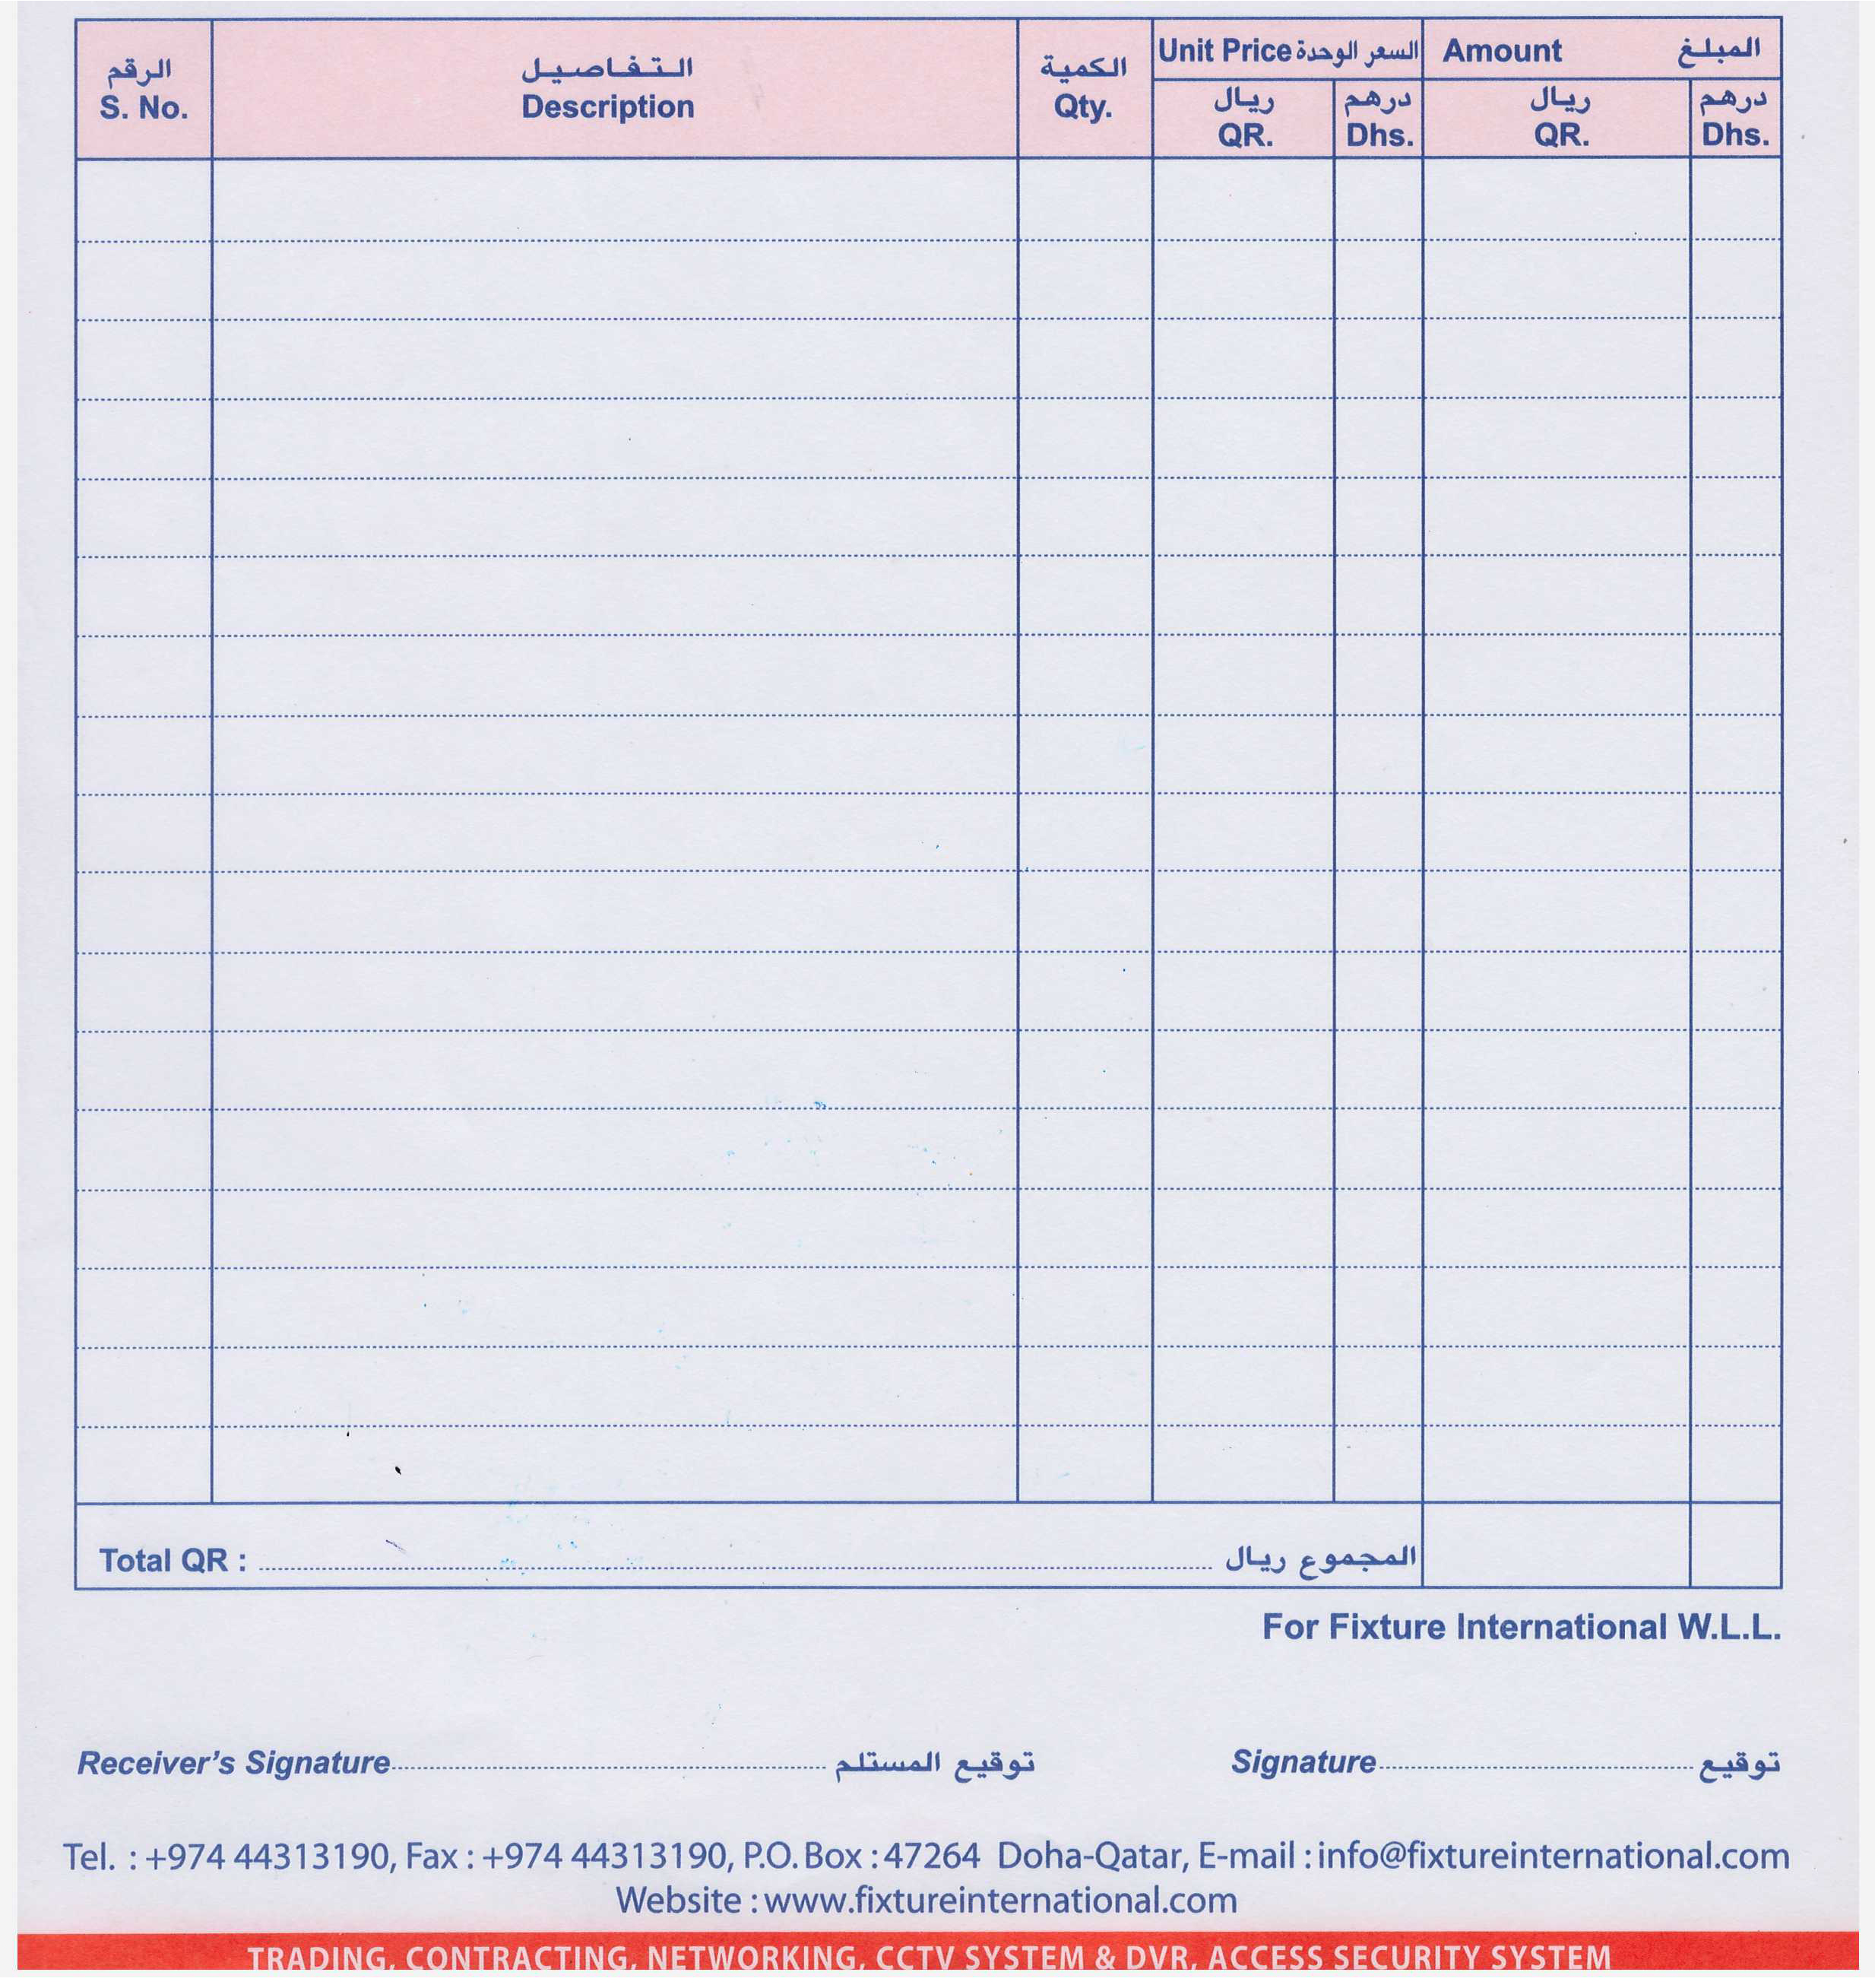 الرقم
S. No.
التفاصيل
Description
الكمية
Qty.
Unit Price السعر الوحدة
ريال
QR.
درهم
Dhs.
Amount المبلغ
ريال
QR.
درهم
Dhs.
Total QR : المجموع ريال
For Fixture International W.L.L.
Receiver's Signature توقيع المستلم
Signature توقيع
Tel. : +974 44313190, Fax : +974 44313190, P.O. Box : 47264 Doha-Qatar, E-mail : info@fixtureinternational.com
Website : www.fixtureinternational.com
TRADING, CONTRACTING, NETWORKING, CCTV SYSTEM & DVR, ACCESS SECURITY SYSTEM